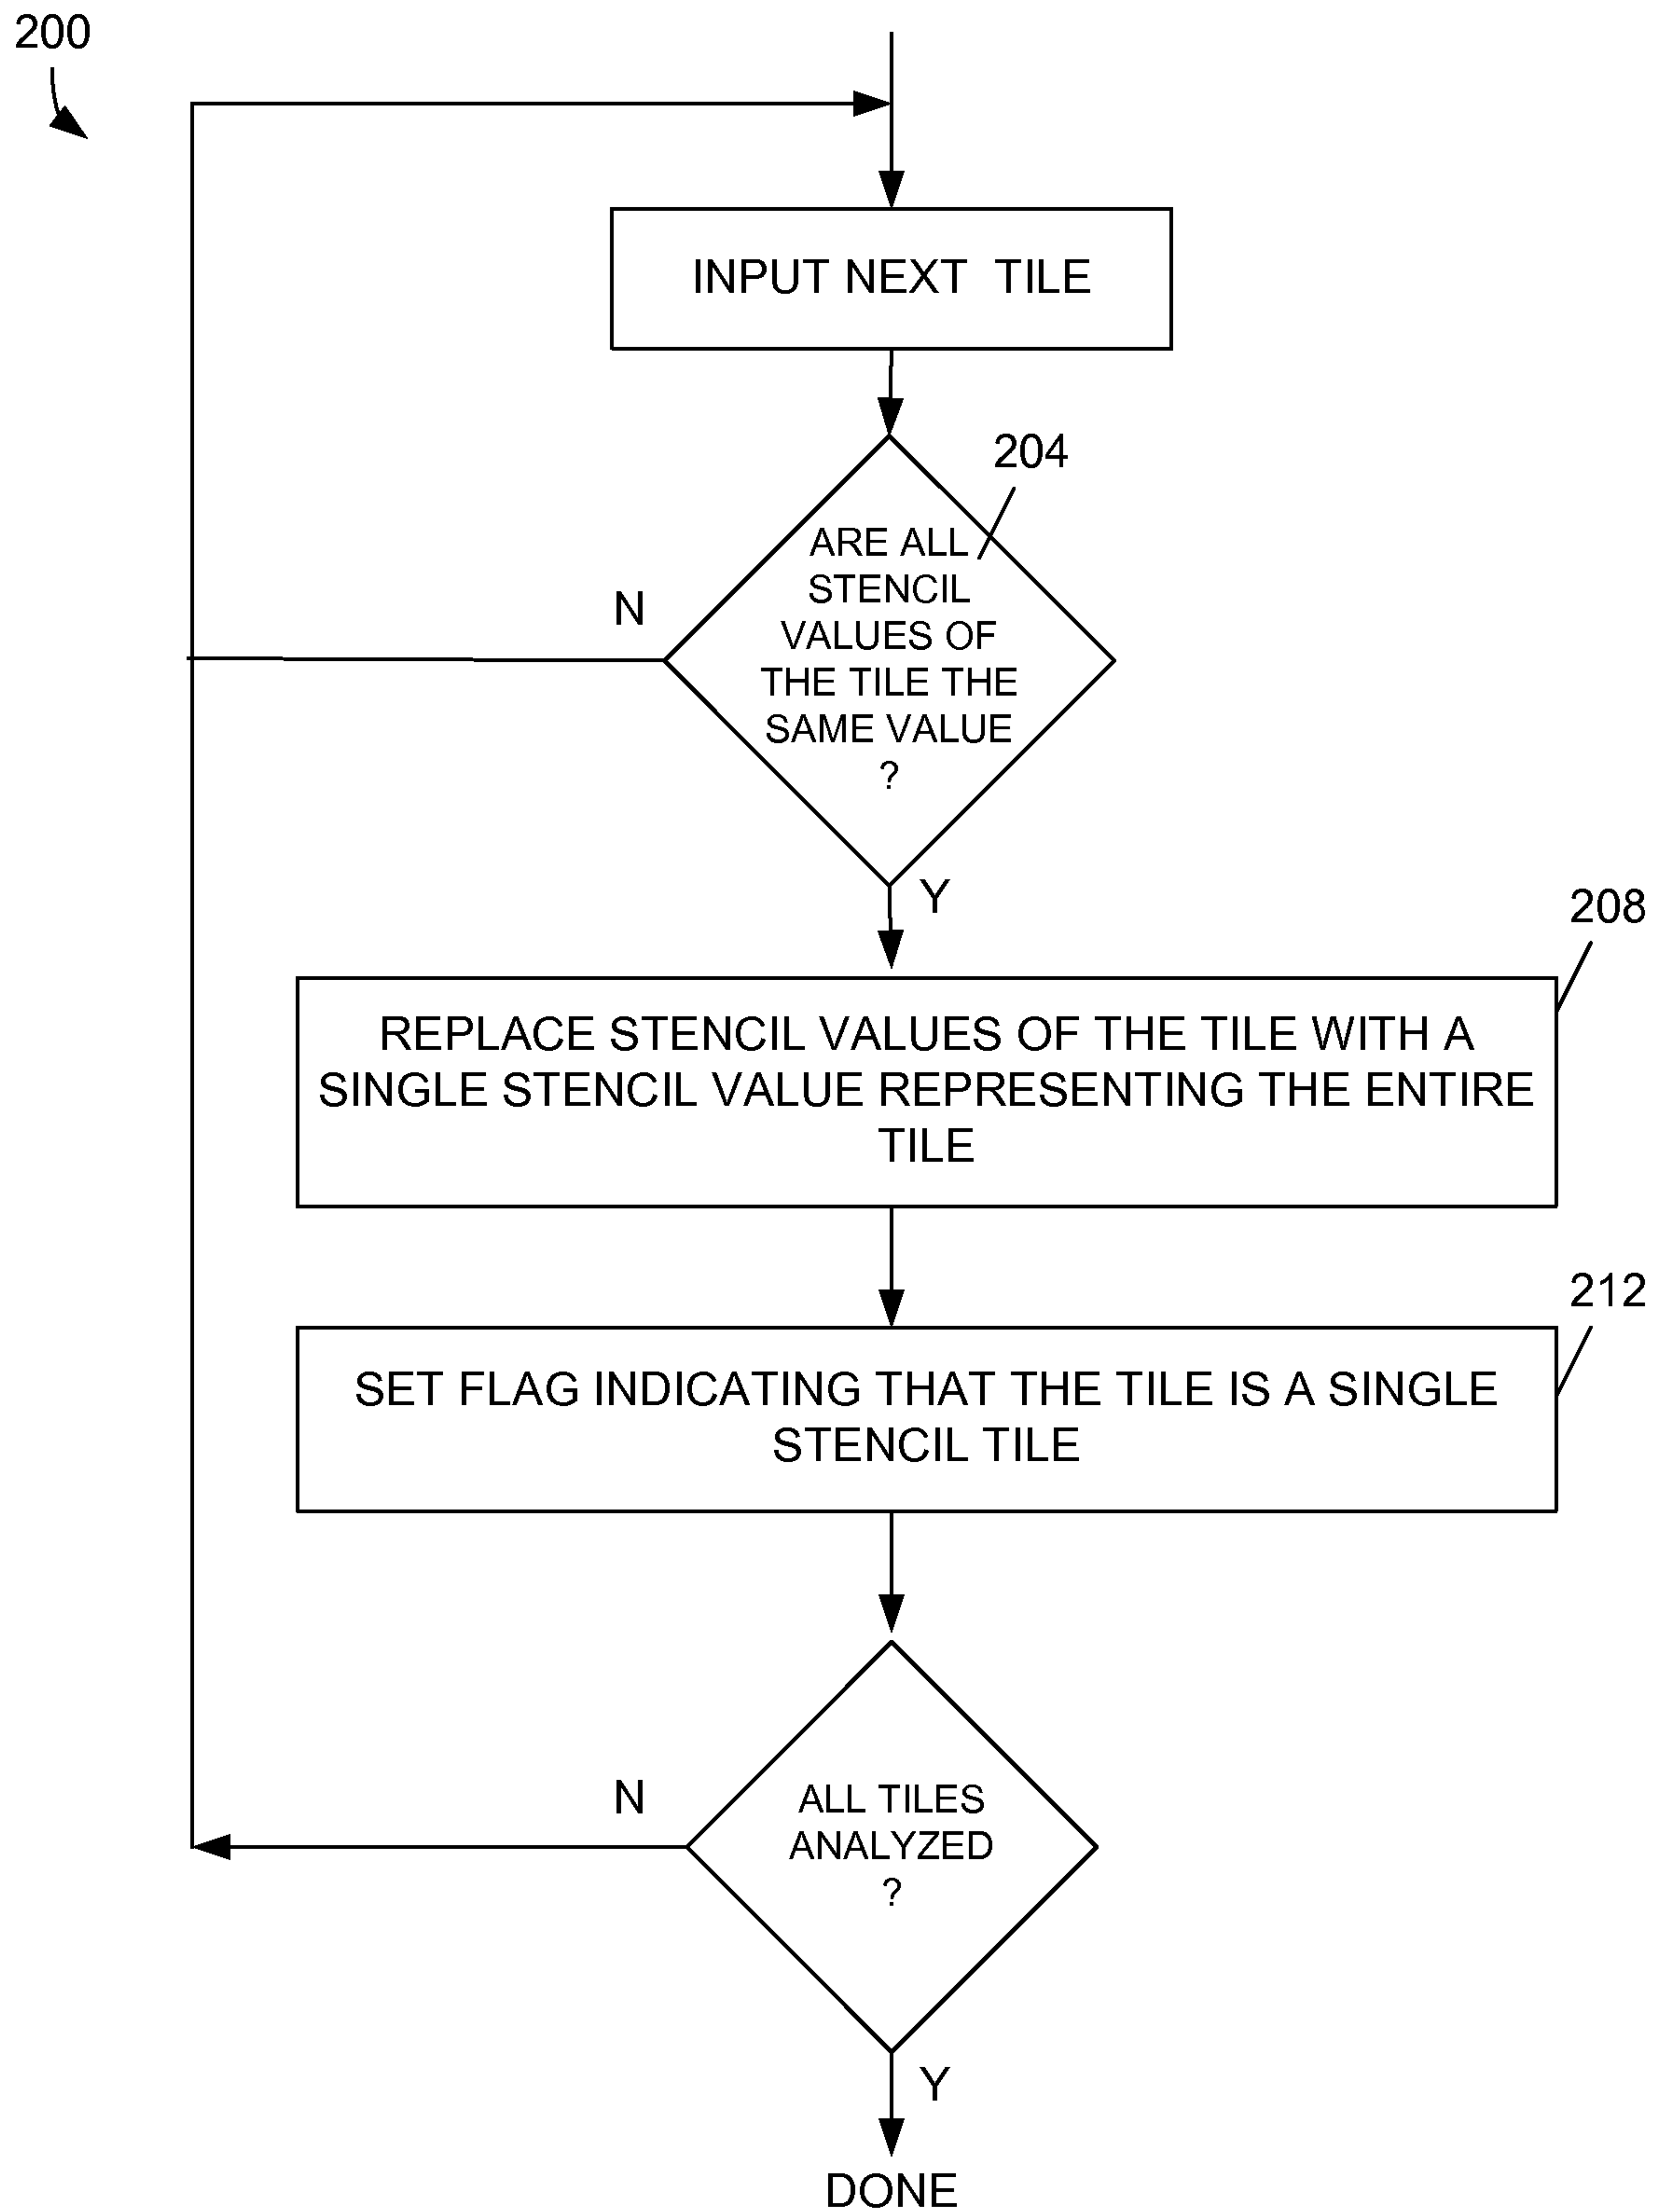 200
INPUT NEXT TILE
204
ARE ALL
STENCIL
VALUES OF
THE TILE THE
SAME VALUE
?
N
Y
208
REPLACE STENCIL VALUES OF THE TILE WITH A
SINGLE STENCIL VALUE REPRESENTING THE ENTIRE
TILE
212
SET FLAG INDICATING THAT THE TILE IS A SINGLE
STENCIL TILE
N
ALL TILES
ANALYZED
?
Y
DONE